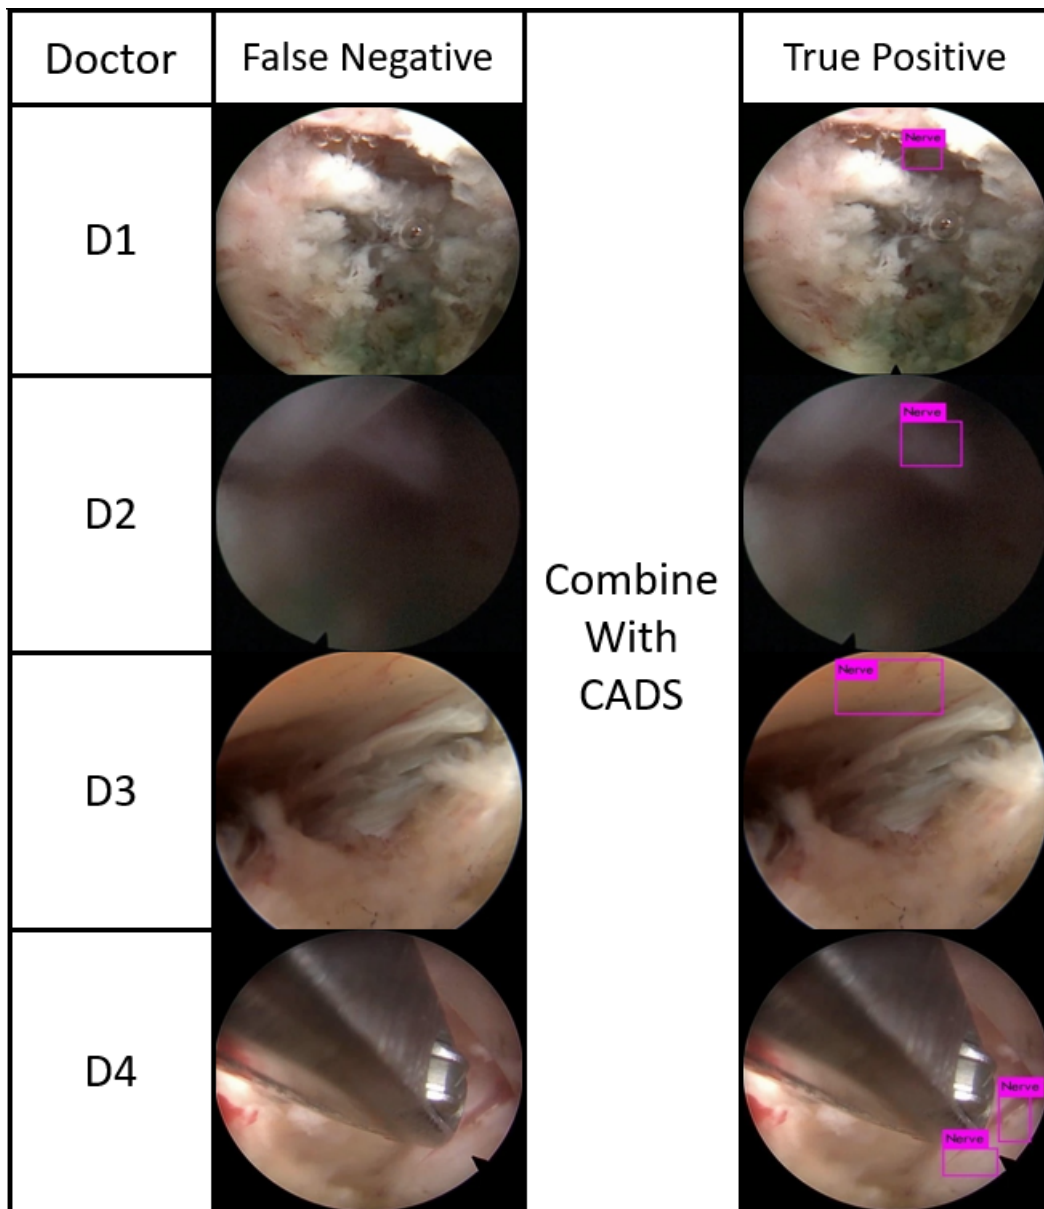 Doctor
False Negative
True Positive
D1
Nerve
D2
Nerve
Combine
With
CADS
D3
Nerve
D4
Nerve
Nerve